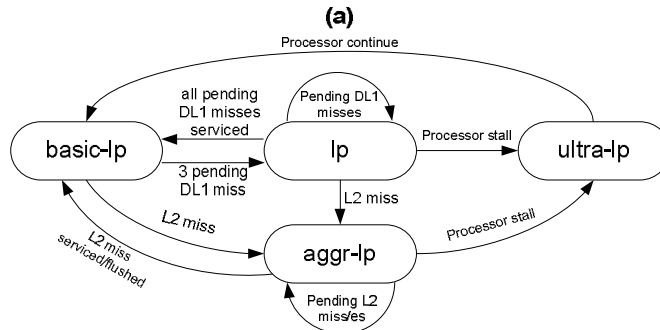 (a)
Processor continue
all pending
DL1 misses
serviced
Pending DL1
misses
basic-lp
lp
Processor stall
ultra-lp
3 pending
DL1 miss
L2 miss
L2 miss
L2 miss
serviced/flushed
aggr-lp
Processor stall
Pending L2
miss/es